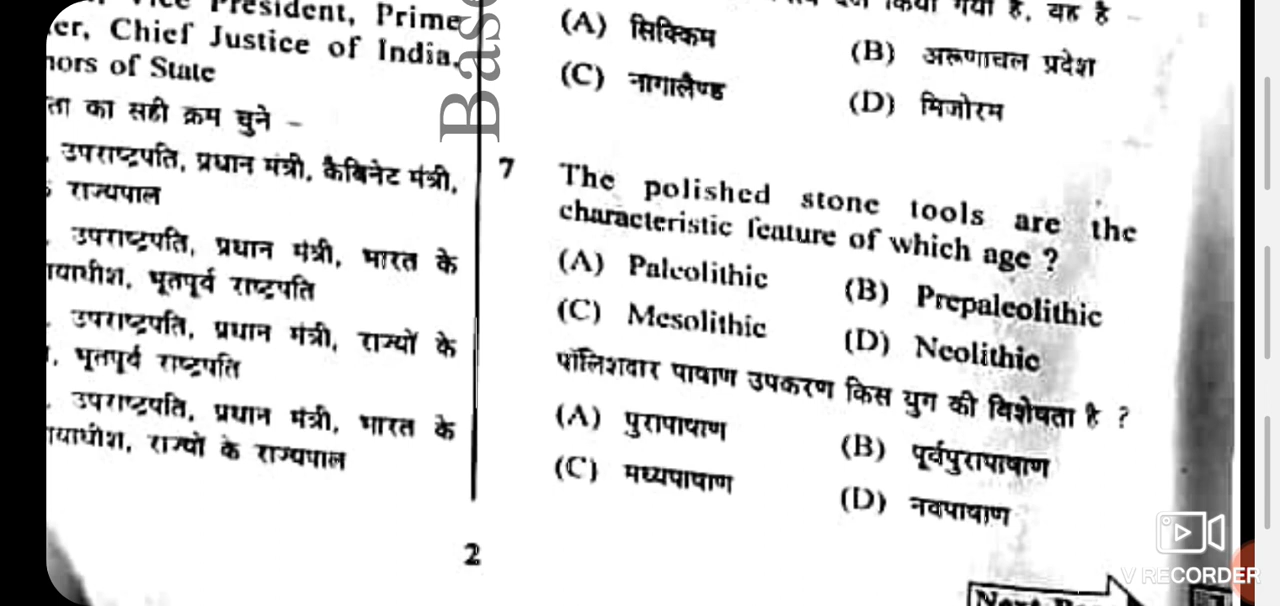 President, Prime
er, Chief Justice of India,
nors of State
ता का सही क्रम चुने -
उपराष्ट्रपति, प्रधान मंत्री, कैबिनेट मंत्री,
राज्यपाल
उपराष्ट्रपति, प्रधान मंत्री, भारत के
यायाधीश, भूतपूर्व राष्ट्रपति
उपराष्ट्रपति, प्रधान मंत्री, राज्यों के
, भूतपूर्व राष्ट्रपति
उपराष्ट्रपति, प्रधान मंत्री, भारत के
यायाधीश, राज्यों के राज्यपाल
Base
किया गया है, वह है -
(A) सिक्किम
(B) अरूणाचल प्रदेश
(C) नागालैण्ड
(D) मिजोरम
7 The polished stone tools are the
characteristic feature of which age ?
(A) Paleolithic
(B) Prepaleolithic
(C) Mesolithic
(D) Neolithic
पॉलिशदार पाषाण उपकरण किस युग की विशेषता है ?
(A) पुरापाषाण
(B) पूर्वपुरापाषाण
(C) मध्यपाषाण
(D) नवपाषाण
2
Next
V RECORDER